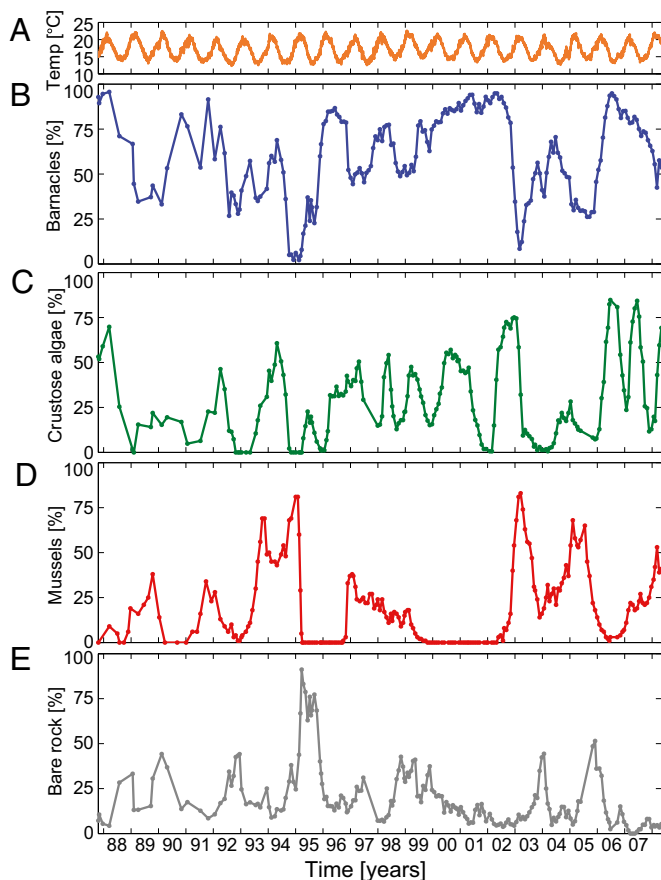 A
Temp [°C]
25
20
15
10
B
Barnacles [%]
100
75
50
25
0
C
Crustose algae [%]
100
75
50
25
0
D
Mussels [%]
100
75
50
25
0
E
Bare rock [%]
100
75
50
25
0
88 89 90 91 92 93 94 95 96 97 98 99 00 01 02 03 04 05 06 07
Time [years]